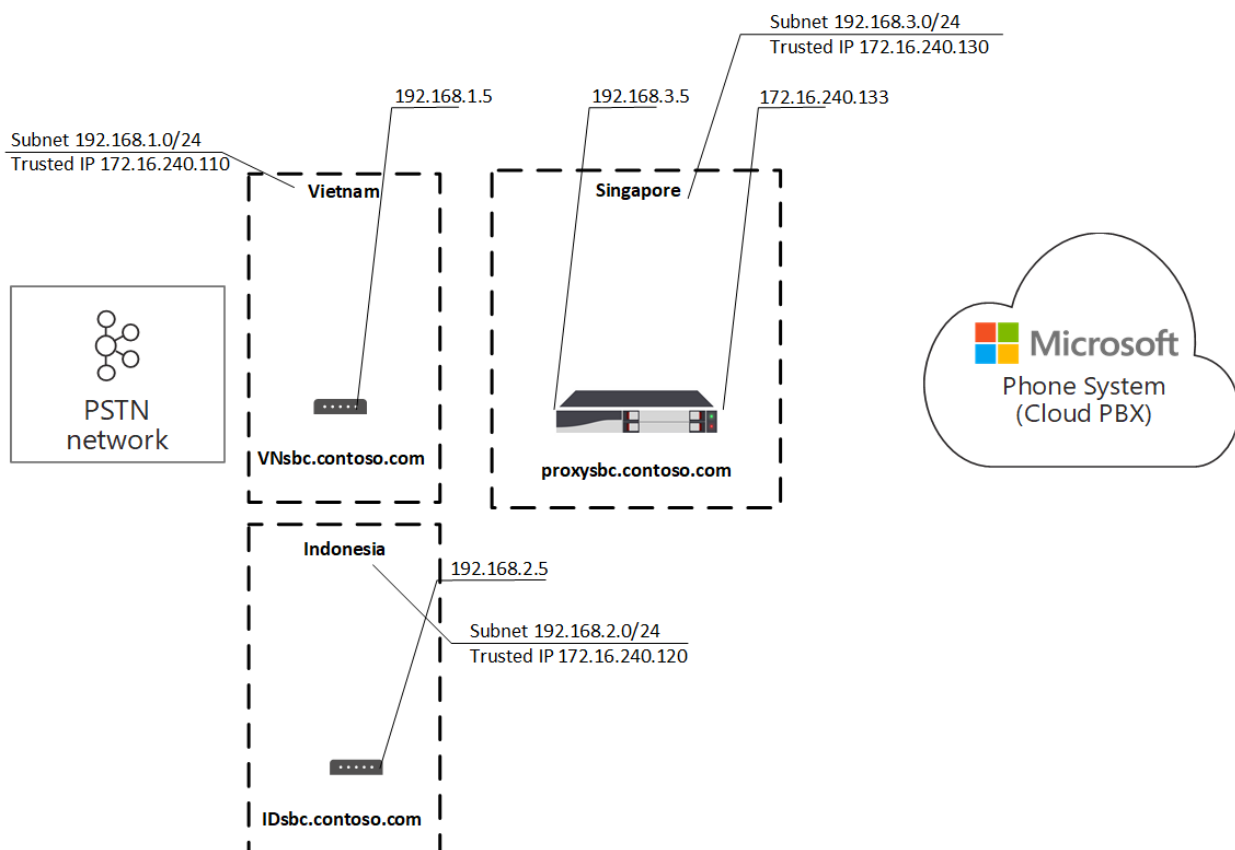 Subnet 192.168.3.0/24
Trusted IP 172.16.240.130
192.168.1.5
192.168.3.5
172.16.240.133
Subnet 192.168.1.0/24
Trusted IP 172.16.240.110
Vietnam
Singapore
Microsoft
Phone System
(Cloud PBX)
PSTN
network
VNsbc.contoso.com
proxysbc.contoso.com
Indonesia
192.168.2.5
Subnet 192.168.2.0/24
Trusted IP 172.16.240.120
IDsbc.contoso.com